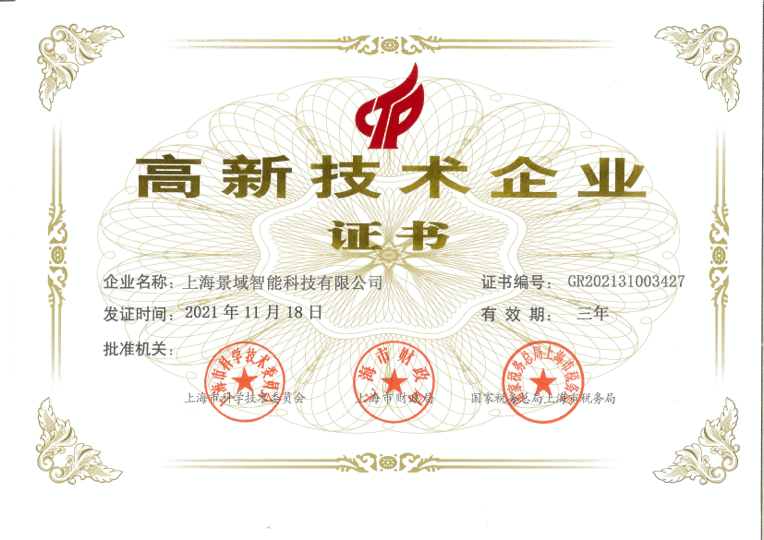 高新技术企业
证书
企业名称：上海景域智能科技有限公司 证书编号：GR202131003427
发证时间：2021年11月18日 有效期：三年
批准机关：
上海市科学技术委员会 上海市财政局 国家税务总局上海市税务局